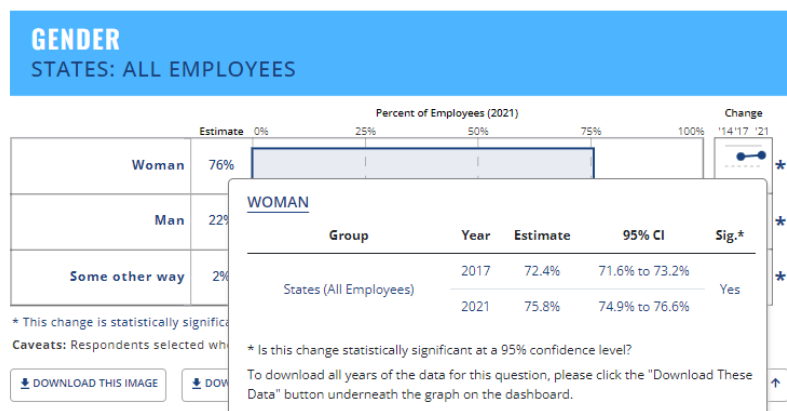 GENDER
STATES: ALL EMPLOYEES
Percent of Employees (2021) Change
Estimate 0% 25% 50% 75% 100% '14 '17 '21
Woman 76% *
Man *
Some other way 2% *
WOMAN
Group Year Estimate 95% CI Sig.*
States (All Employees) Yes
2017 72.4% 71.6% to 73.2%
2021 75.8% 74.9% to 76.6%
* This change is statistically
Caveats: Respondents selected
* Is this change statistically significant at a 95% confidence level?
To download all years of the data for this question, please click the "Download These
Data" button underneath the graph on the dashboard.
DOWNLOAD THIS IMAGE